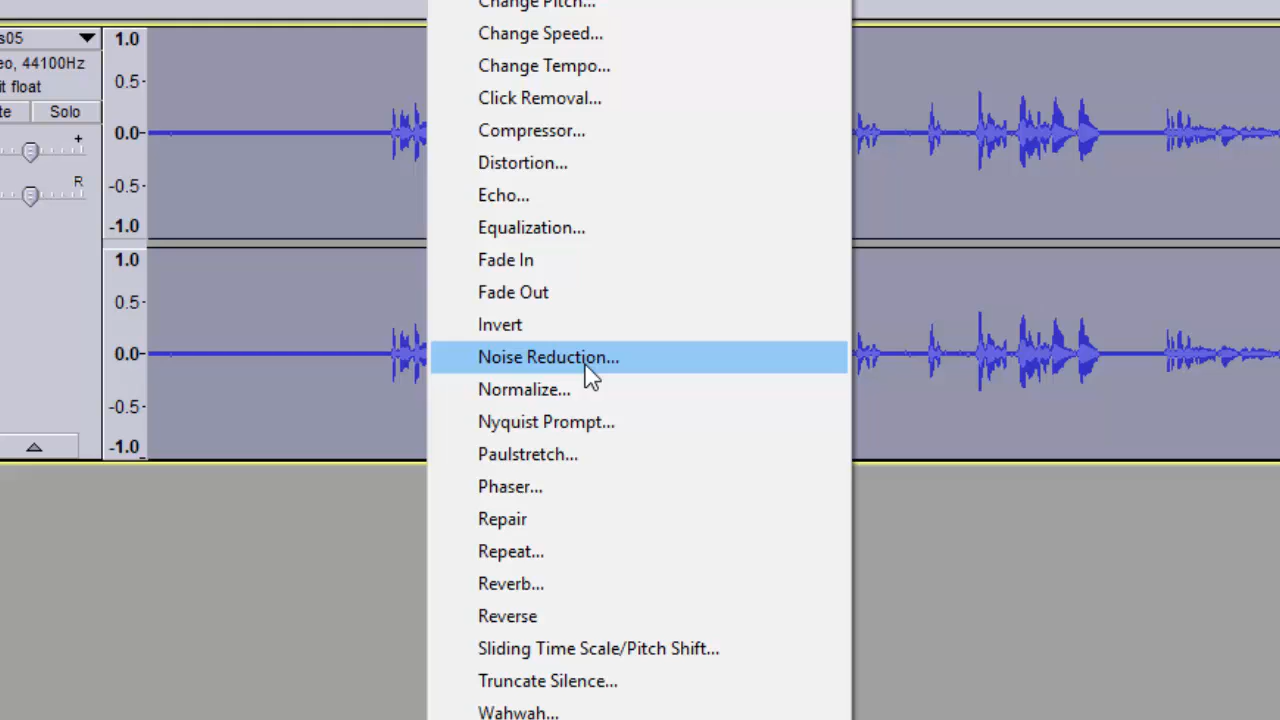 Change Pitch...
s05
1.0
Change Speed...
eo, 44100Hz
Change Tempo...
it float
0.5-
Click Removal...
te
Solo
Compressor...
+
0.0-
Distortion...
R
-0.5-
Echo...
-1.0
Equalization...
1.0
Fade In
Fade Out
0.5-
Invert
0.0-
Noise Reduction...
Normalize...
-0.5-
Nyquist Prompt...
-1.0
Paulstretch...
Phaser...
Repair
Repeat...
Reverb...
Reverse
Sliding Time Scale/Pitch Shift...
Truncate Silence...
Wahwah...